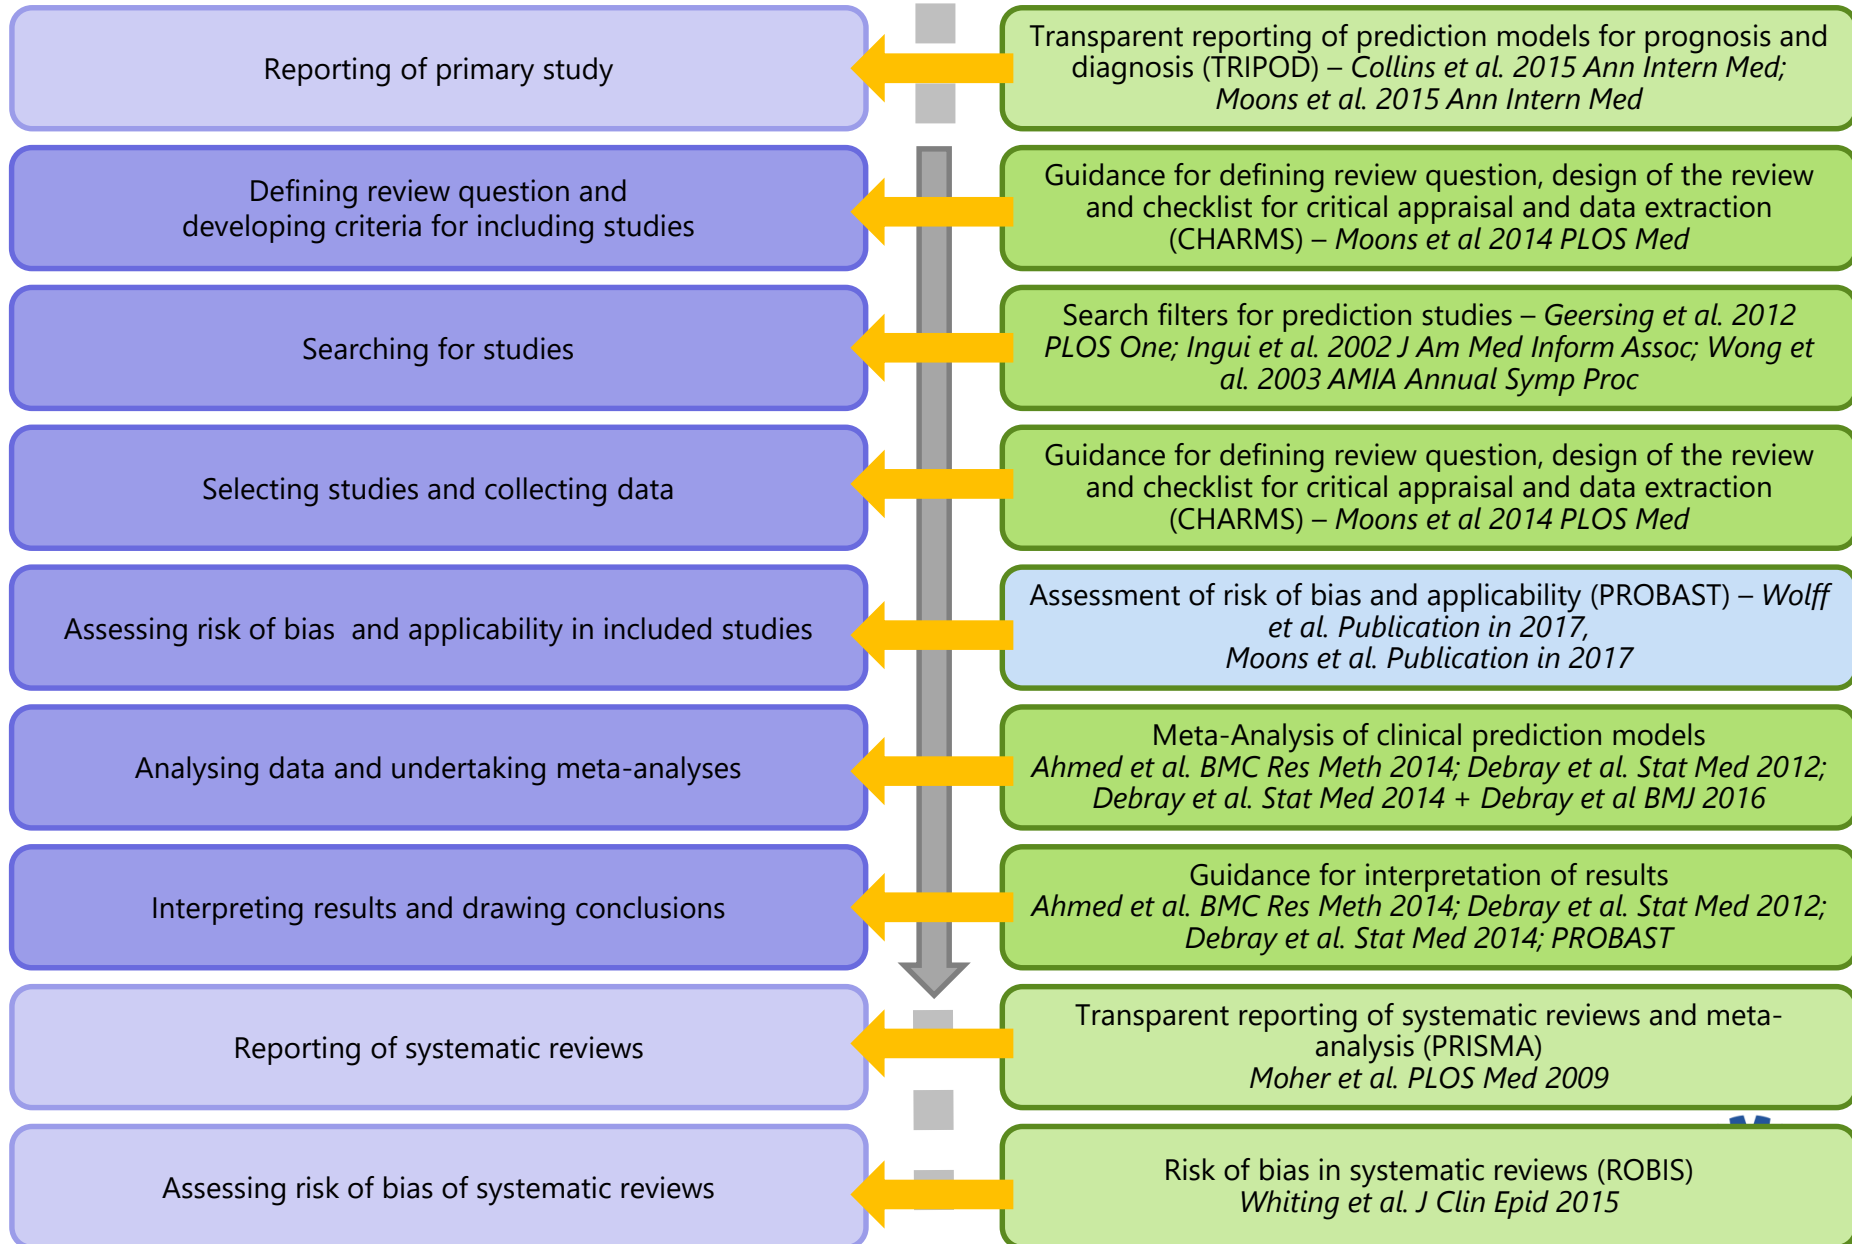 Reporting of primary study
Transparent reporting of prediction models for prognosis and
diagnosis (TRIPOD) – Collins et al. 2015 Ann Intern Med;
Moons et al. 2015 Ann Intern Med
Defining review question and
developing criteria for including studies
Guidance for defining review question, design of the review
and checklist for critical appraisal and data extraction
(CHARMS) – Moons et al 2014 PLOS Med
Searching for studies
Search filters for prediction studies – Geersing et al. 2012
PLOS One; Ingui et al. 2002 J Am Med Inform Assoc; Wong et
al. 2003 AMIA Annual Symp Proc
Selecting studies and collecting data
Guidance for defining review question, design of the review
and checklist for critical appraisal and data extraction
(CHARMS) – Moons et al 2014 PLOS Med
Assessing risk of bias  and applicability in included studies
Assessment of risk of bias and applicability (PROBAST) – Wolff
et al. Publication in 2017,
Moons et al. Publication in 2017
Analysing data and undertaking meta-analyses
Meta-Analysis of clinical prediction models
Ahmed et al. BMC Res Meth 2014; Debray et al. Stat Med 2012;
Debray et al. Stat Med 2014 + Debray et al BMJ 2016
Interpreting results and drawing conclusions
Guidance for interpretation of results
Ahmed et al. BMC Res Meth 2014; Debray et al. Stat Med 2012;
Debray et al. Stat Med 2014; PROBAST
Reporting of systematic reviews
Transparent reporting of systematic reviews and meta-
analysis (PRISMA)
Moher et al. PLOS Med 2009
Assessing risk of bias of systematic reviews
Risk of bias in systematic reviews (ROBIS)
Whiting et al. J Clin Epid 2015